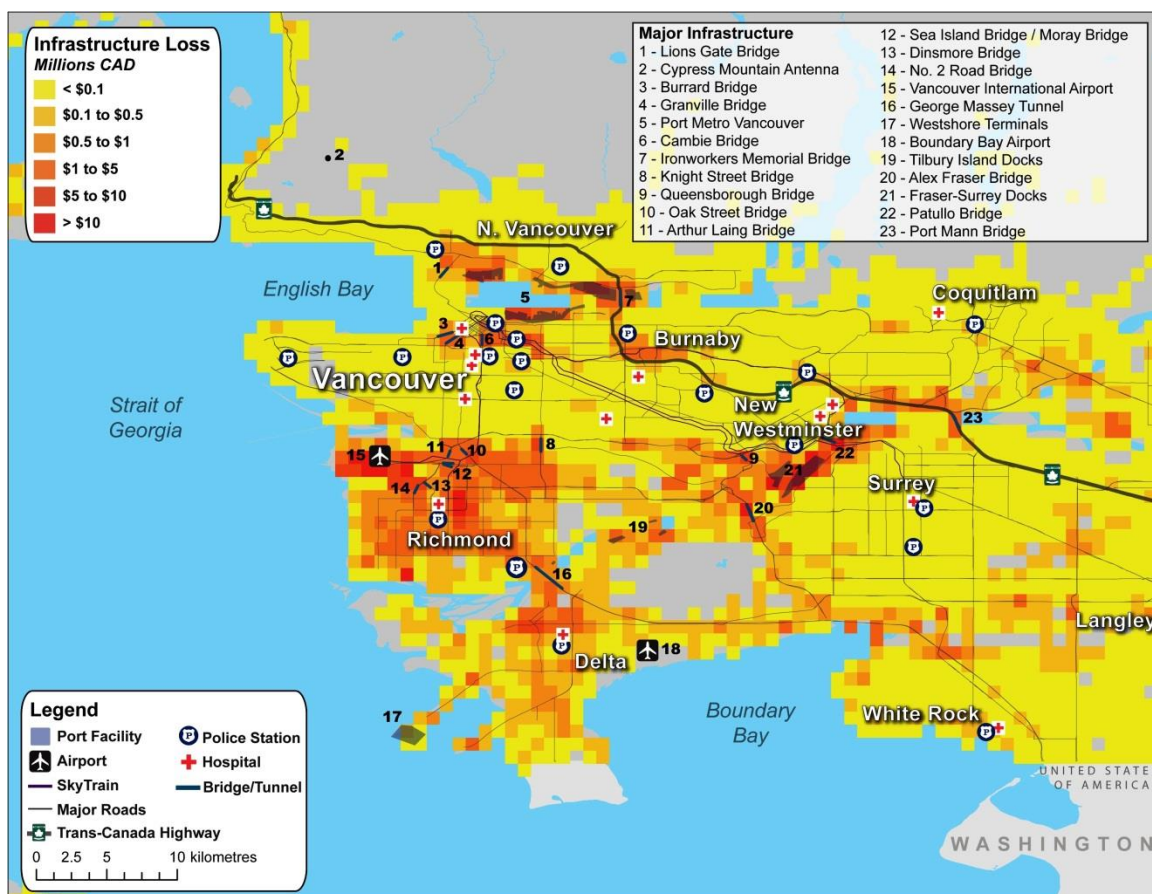 Infrastructure Loss
Millions CAD
< $0.1
$0.1 to $0.5
$0.5 to $1
$1 to $5
$5 to $10
> $10
Major Infrastructure
1 - Lions Gate Bridge
2 - Cypress Mountain Antenna
3 - Burrard Bridge
4 - Granville Bridge
5 - Port Metro Vancouver
6 - Cambie Bridge
7 - Ironworkers Memorial Bridge
8 - Knight Street Bridge
9 - Queensborough Bridge
10 - Oak Street Bridge
11 - Arthur Laing Bridge
12 - Sea Island Bridge / Moray Bridge
13 - Dinsmore Bridge
14 - No. 2 Road Bridge
15 - Vancouver International Airport
16 - George Massey Tunnel
17 - Westshore Terminals
18 - Boundary Bay Airport
19 - Tilbury Island Docks
20 - Alex Fraser Bridge
21 - Fraser-Surrey Docks
22 - Patullo Bridge
23 - Port Mann Bridge
2
N. Vancouver
P
P
1
English Bay
5
7
Coquitlam
P
3
4
6
P
P
P
Burnaby
P
P
P
P
P
Vancouver
P
P
New
Westminster
Strait of
Georgia
23
15
11
10
8
9
P
22
12
21
14
13
Surrey
P
P
20
Richmond
19
P
P
16
Langley
P
Delta
18
17
Boundary
Bay
White Rock
P
UNITED STATES
OF AMERICA
WASHINGTON
Legend
Port Facility
Airport
SkyTrain
Major Roads
Trans-Canada Highway
P Police Station
Hospital
Bridge/Tunnel
0 2.5 5 10 kilometres